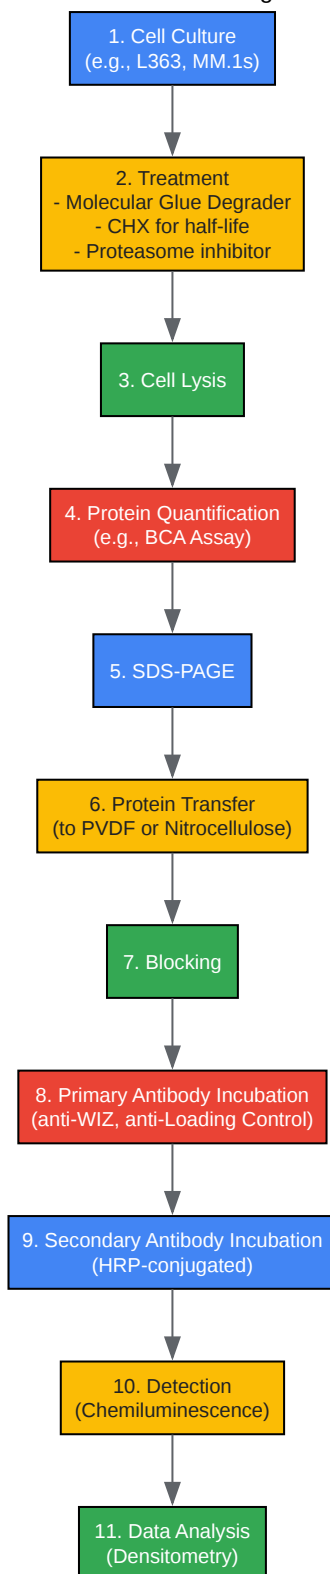 1. Cell Culture
(e.g., L363, MM.1s)
2. Treatment
- Molecular Glue Degrader
- CHX for half-life
- Proteasome inhibitor
3. Cell Lysis
4. Protein Quantification
(e.g., BCA Assay)
5. SDS-PAGE
6. Protein Transfer
(to PVDF or Nitrocellulose)
7. Blocking
8. Primary Antibody Incubation
(anti-WIZ, anti-Loading Control)
9. Secondary Antibody Incubation
(HRP-conjugated)
10. Detection
(Chemiluminescence)
11. Data Analysis
(Densitometry)